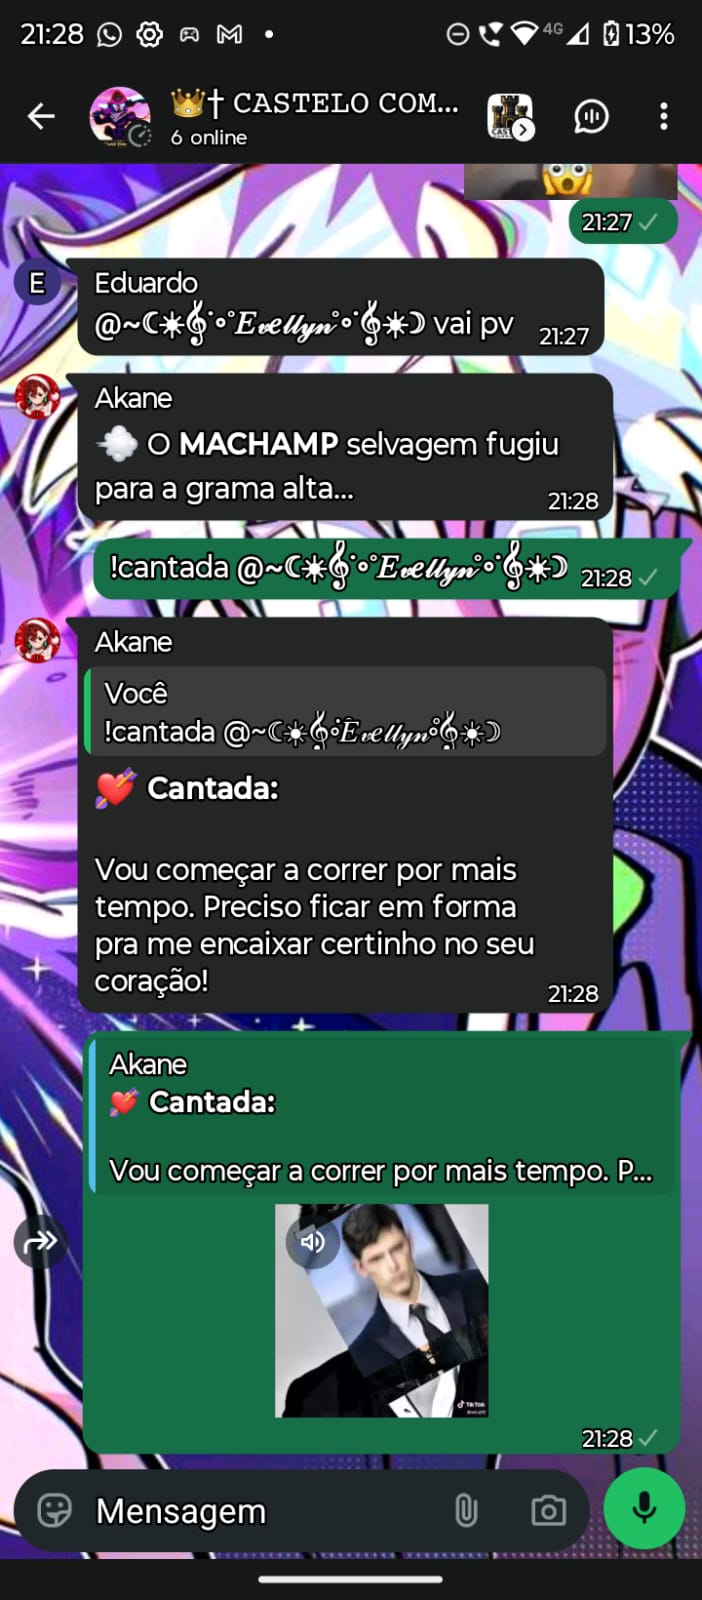 21:28 4G 13%
👑† CASTELO COM...
6 online
21:27
E
Eduardo
@~☾☀𝄞˙∘°𝓔𝓿𝓮𝓵𝓵𝔂𝓷°∘˙𝄞☀☽ vai pv 21:27
Akane
💨 O MACHAMP selvagem fugiu
para a grama alta... 21:28
!cantada @~☾☀𝄞˙∘°𝓔𝓿𝓮𝓵𝓵𝔂𝓷°∘˙𝄞☀☽ 21:28
Akane
Você
!cantada @~☾☀𝄞˙∘°𝓔𝓿𝓮𝓵𝓵𝔂𝓷°∘˙𝄞☀☽
💘 Cantada:
Vou começar a correr por mais
tempo. Preciso ficar em forma
pra me encaixar certinho no seu
coração! 21:28
Akane
💘 Cantada:
Vou começar a correr por mais tempo. P...
TikTok
21:28
Mensagem